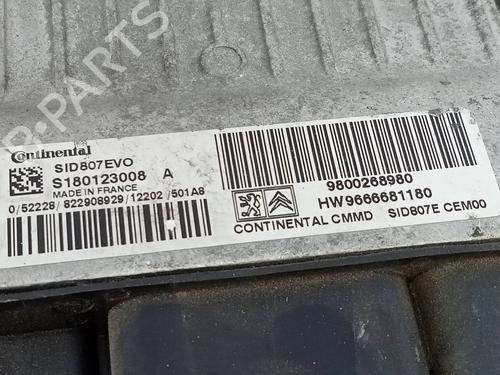 Continental
SID807EVO
S180123008 A
MADE IN FRANCE
0/52228/822908929/12202/501A8
9800268980
HW9666681180
CONTINENTAL CMMD SID807E CEM00
B-PARTS